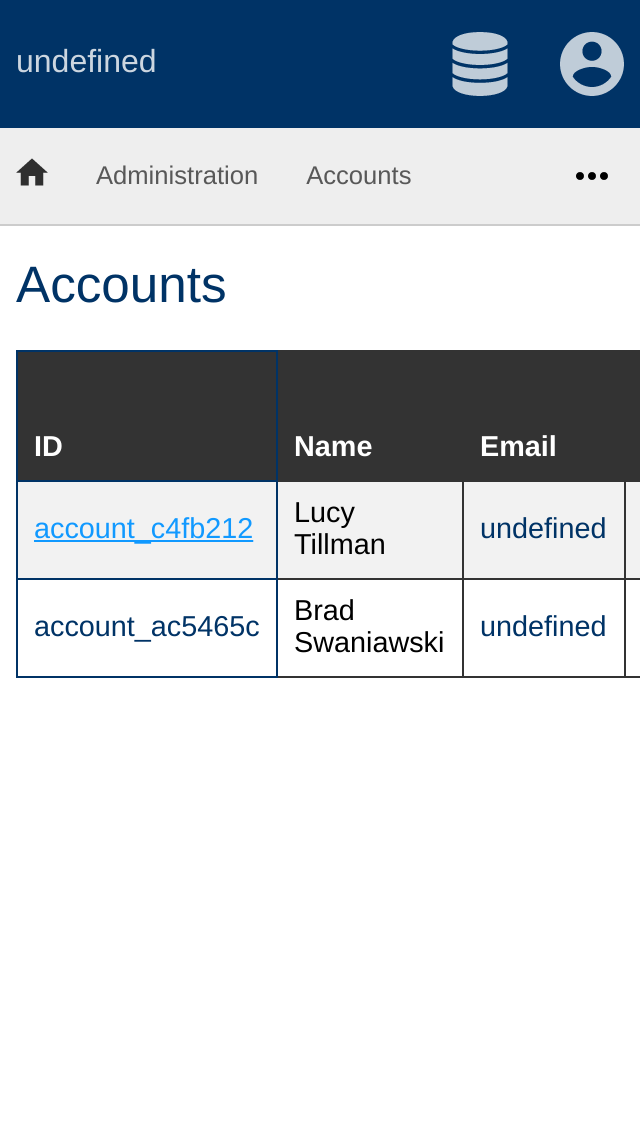 undefined
Administration Accounts
Accounts
ID Name Email
account_c4fb212 Lucy Tillman undefined
account_ac5465c Brad Swaniawski undefined